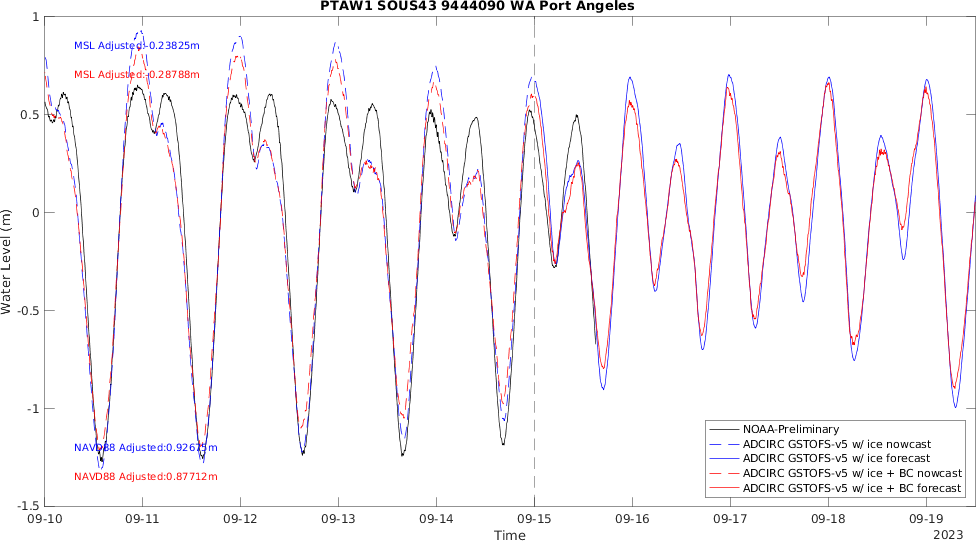 PTAW1 SOUS43 9444090 WA Port Angeles
1
0.5
0
-0.5
-1
-1.5
Water Level (m)
MSL Adjusted:-0.23825m
MSL Adjusted:-0.28788m
NAVD88 Adjusted:0.92675m
NAVD88 Adjusted:0.87712m
NOAA-Preliminary
ADCIRC GSTOFS-v5 w/ ice nowcast
ADCIRC GSTOFS-v5 w/ ice forecast
ADCIRC GSTOFS-v5 w/ ice + BC nowcast
ADCIRC GSTOFS-v5 w/ ice + BC forecast
09-10 09-11 09-12 09-13 09-14 09-15 09-16 09-17 09-18 09-19
Time
2023